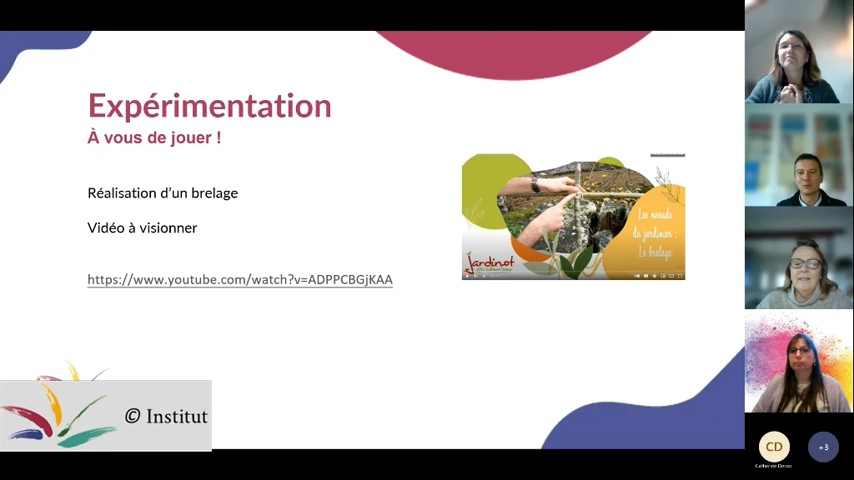 Expérimentation
À vous de jouer !
Réalisation d'un brelage
Vidéo à visionner
https://www.youtube.com/watch?v=ADPPCBGjKAA
Les noeuds
du jardinier :
Le brelage
jardinot
© Institut
CD
+3